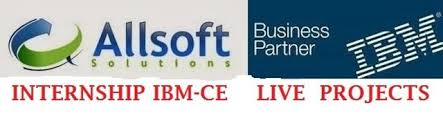 Allsoft
Solutions
Business
Partner
IBM
INTERNSHIP IBM-CE LIVE PROJECTS